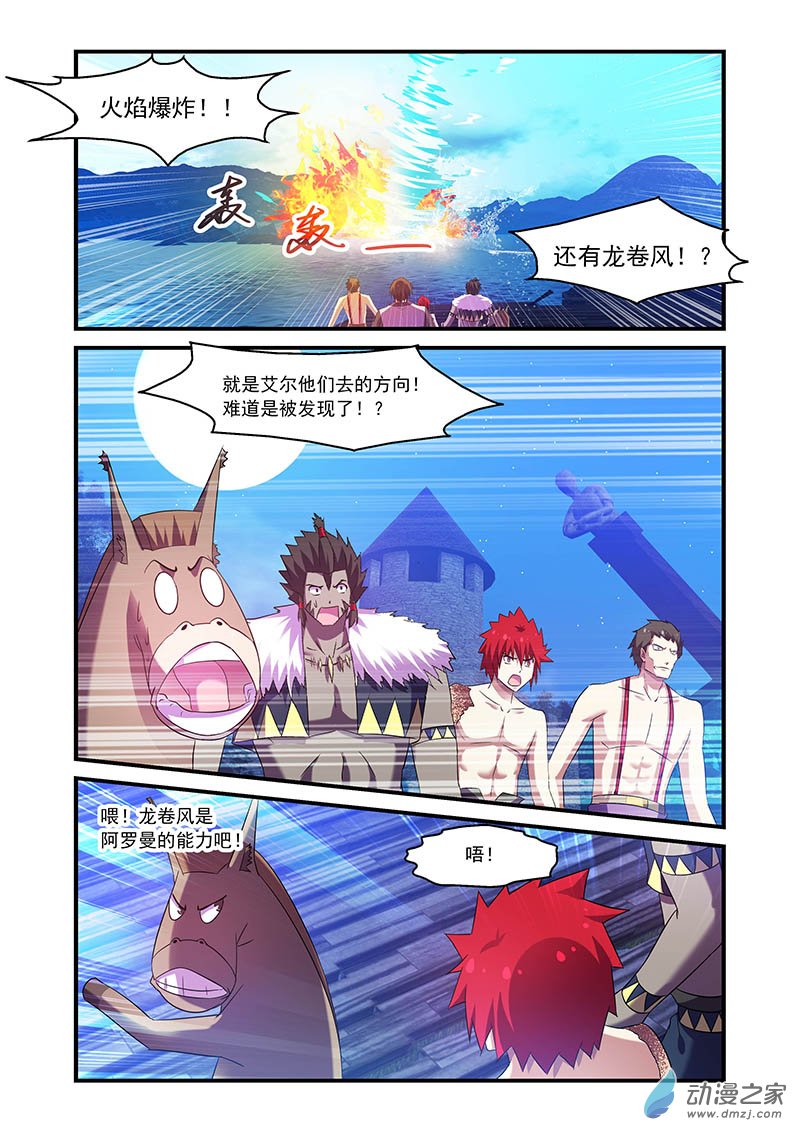 火焰爆炸！！
轰
轰
还有龙卷风！？
就是艾尔他们去的方向！
难道是被发现了！？
喂！龙卷风是
阿罗曼的能力吧！
唔！
动漫之家
www.dmzj.com